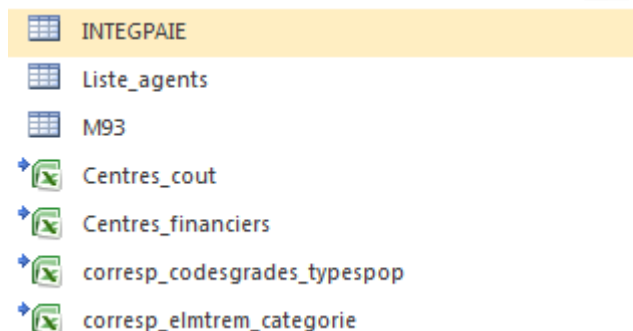 INTEGPAIE
Liste_agents
M93
Centres_cout
Centres_financiers
corresp_codesgrades_typespop
corresp_elmtrem_categorie